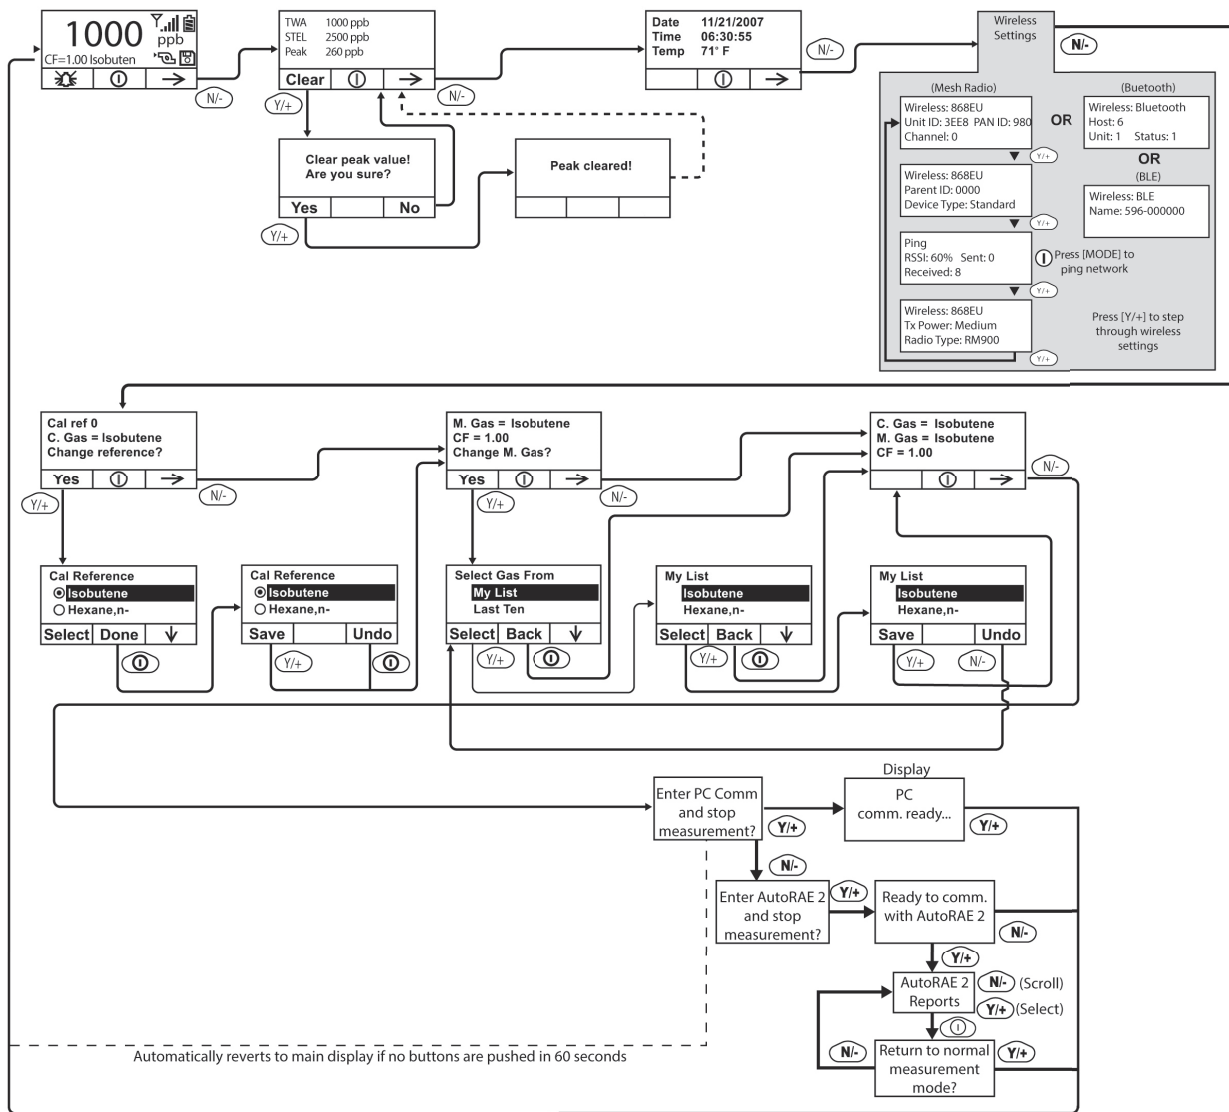 1000
ppb
CF=1.00 Isobuten
N/-
TWA 1000 ppb
STEL 2500 ppb
Peak 260 ppb
Clear
Y/+
N/-
Clear peak value!
Are you sure?
Yes No
Y/+
Peak cleared!
Date 11/21/2007
Time 06:30:55
Temp 71° F
N/-
Wireless
Settings
N/-
(Mesh Radio)
Wireless: 868EU
Unit ID: 3EE8 PAN ID: 980
Channel: 0
Y/+
Wireless: 868EU
Parent ID: 0000
Device Type: Standard
Y/+
Ping
RSSI: 60% Sent: 0
Received: 8
Press [MODE] to
ping network
Y/+
Wireless: 868EU
Tx Power: Medium
Radio Type: RM900
Y/+
OR
(Buetooth)
Wireless: Bluetooth
Host: 6
Unit: 1 Status: 1
OR
(BLE)
Wireless: BLE
Name: 596-000000
Press [Y/+] to step
through wireless
settings
Cal ref 0
C. Gas = Isobutene
Change reference?
Yes
Y/+
N/-
M. Gas = Isobutene
CF = 1.00
Change M. Gas?
Yes
Y/+
N/-
C. Gas = Isobutene
M. Gas = Isobutene
CF = 1.00
N/-
Cal Reference
Isobutene
Hexane,n-
Select Done
Cal Reference
Isobutene
Hexane,n-
Save Undo
Y/+
Select Gas From
My List
Last Ten
Select Back
Y/+
My List
Isobutene
Hexane,n-
Select Back
Y/+
My List
Isobutene
Hexane,n-
Save Undo
Y/+
N/-
Enter PC Comm
and stop
measurement?
Y/+
Display
PC
comm. ready...
Y/+
N/-
Enter AutoRAE 2
and stop
measurement?
Y/+
Ready to comm.
with AutoRAE 2
N/-
Y/+
AutoRAE 2
Reports
N/- (Scroll)
Y/+ (Select)
N/-
Return to normal
measurement
mode?
Y/+
Automatically reverts to main display if no buttons are pushed in 60 seconds